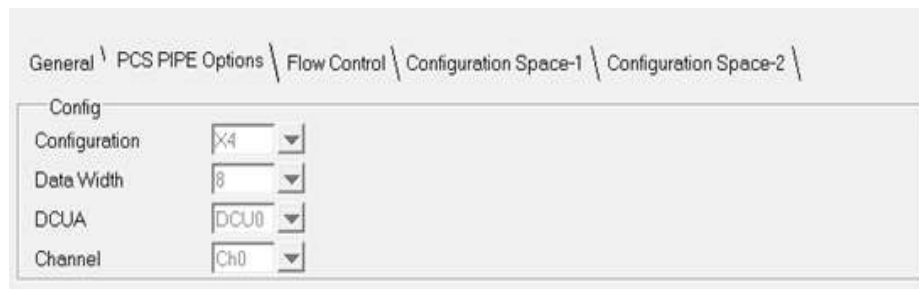 General PCS PIPE Options Flow Control Configuration Space-1 Configuration Space-2
Config
Configuration X4
Data Width 8
DCUA DCU0
Channel Ch0